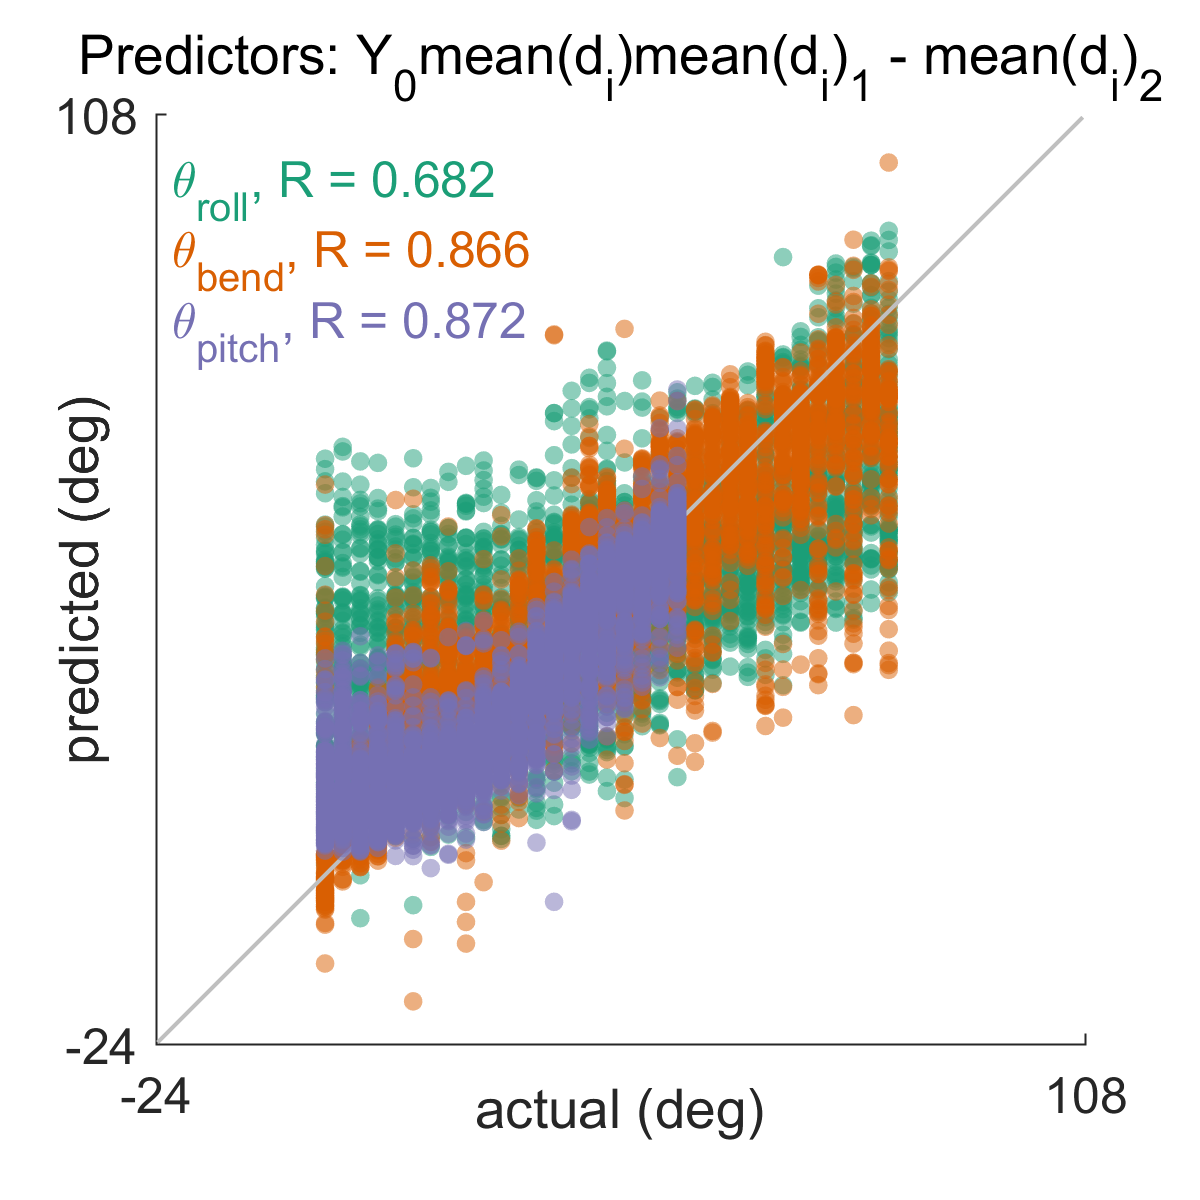 Predictors: Y₀mean(dᵢ)mean(dᵢ)₁ - mean(dᵢ)₂
108
θroll, R = 0.682
θbend, R = 0.866
θpitch, R = 0.872
predicted (deg)
-24
-24
108
actual (deg)